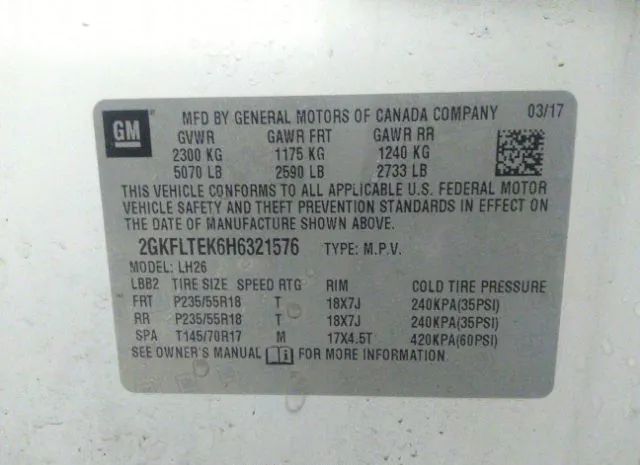 GM
MFD BY GENERAL MOTORS OF CANADA COMPANY 03/17
GVWR GAWR FRT GAWR RR
2300 KG 1175 KG 1240 KG
5070 LB 2590 LB 2733 LB
THIS VEHICLE CONFORMS TO ALL APPLICABLE U.S. FEDERAL MOTOR
VEHICLE SAFETY AND THEFT PREVENTION STANDARDS IN EFFECT ON
THE DATE OF MANUFACTURE SHOWN ABOVE.
2GKFLTEK6H6321576 TYPE: M.P.V.
MODEL: LH26
LBB2 TIRE SIZE SPEED RTG RIM COLD TIRE PRESSURE
FRT P235/55R18 T 18X7J 240KPA(35PSI)
RR P235/55R18 T 18X7J 240KPA(35PSI)
SPA T145/70R17 M 17X4.5T 420KPA(60PSI)
SEE OWNER'S MANUAL FOR MORE INFORMATION.